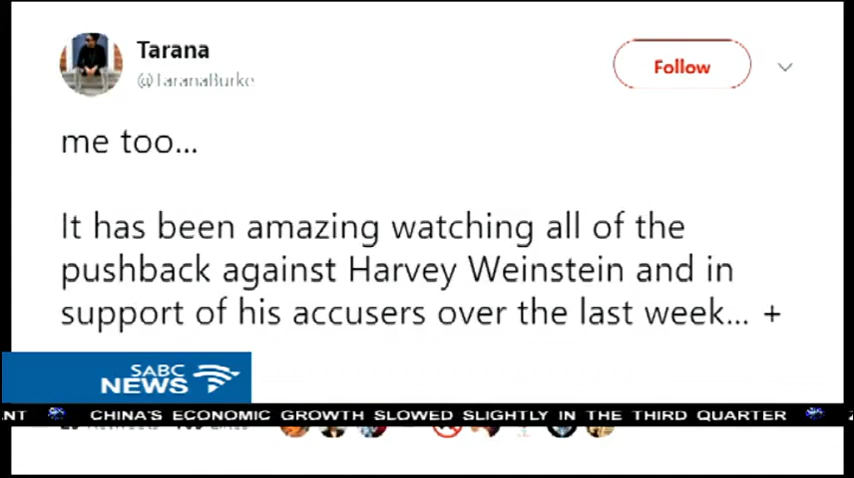 Tarana
@TaranaBurke
Follow
me too...
It has been amazing watching all of the
pushback against Harvey Weinstein and in
support of his accusers over the last week... +
SABC
NEWS
NT CHINA'S ECONOMIC GROWTH SLOWED SLIGHTLY IN THE THIRD QUARTER